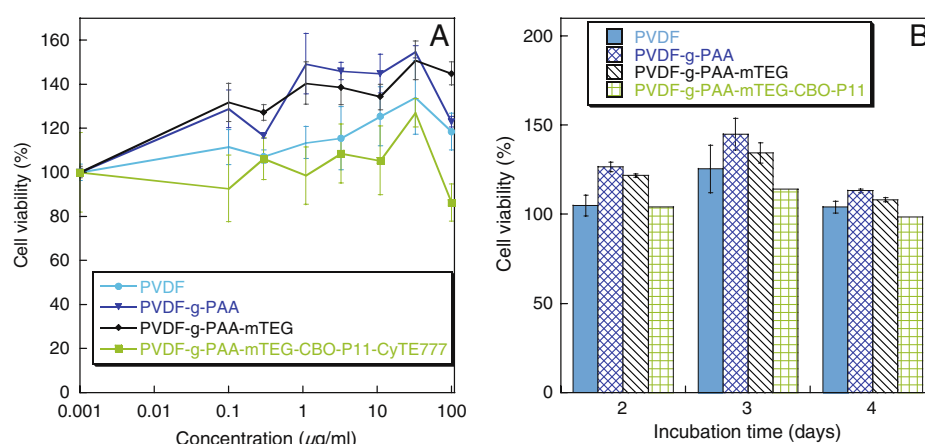 A
Cell viability (%)
160
140
120
100
80
60
40
20
0
PVDF
PVDF-g-PAA
PVDF-g-PAA-mTEG
PVDF-g-PAA-mTEG-CBO-P11-CyTE777
0.001 0.01 0.1 1 10 100
Concentration (µg/ml)
B
Cell viability (%)
200
150
100
50
0
PVDF
PVDF-g-PAA
PVDF-g-PAA-mTEG
PVDF-g-PAA-mTEG-CBO-P11
2 3 4
Incubation time (days)